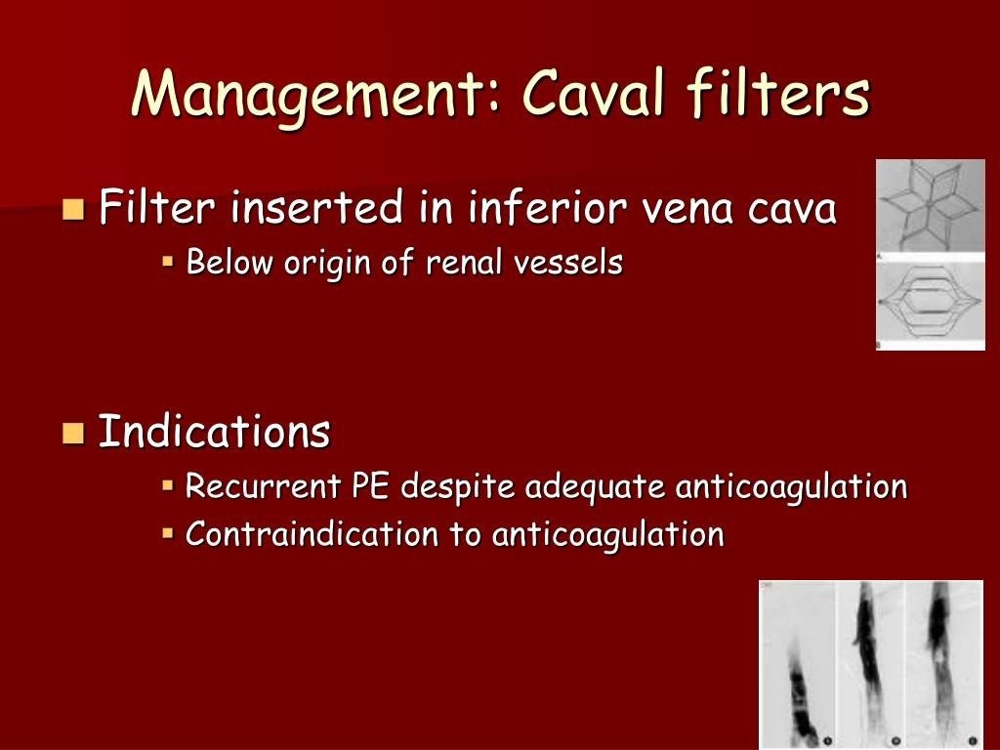 Management: Caval filters
Filter inserted in inferior vena cava
Below origin of renal vessels
Indications
Recurrent PE despite adequate anticoagulation
Contraindication to anticoagulation